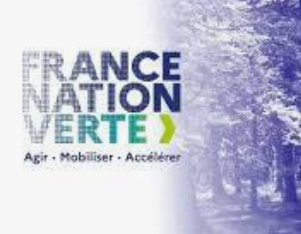 FRANCE
NATION
VERTE
Agir • Mobiliser • Accélérer